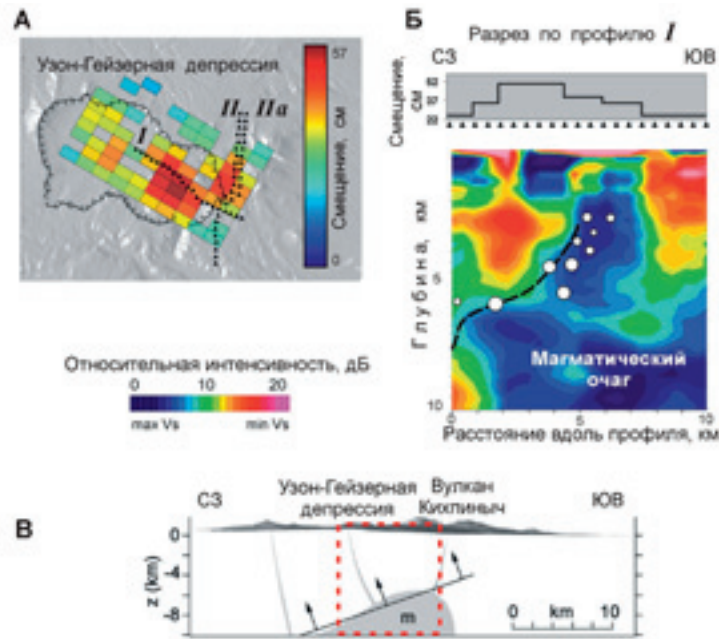 А
Узон-Гейзерная депрессия
I
II
IIа
57
Смещение, см
0
Б
Разрез по профилю I
СЗ
ЮВ
Смещение, см
Глубина, км
5
10
Магматический
очаг
0
5
10
Расстояние вдоль профиля, км
Относительная интенсивность, дБ
0
10
20
max Vs
min Vs
В
СЗ
Узон-Гейзерная
депрессия
Вулкан
Кихпиныч
ЮВ
z (km)
0
-4
-8
m
0
km
10